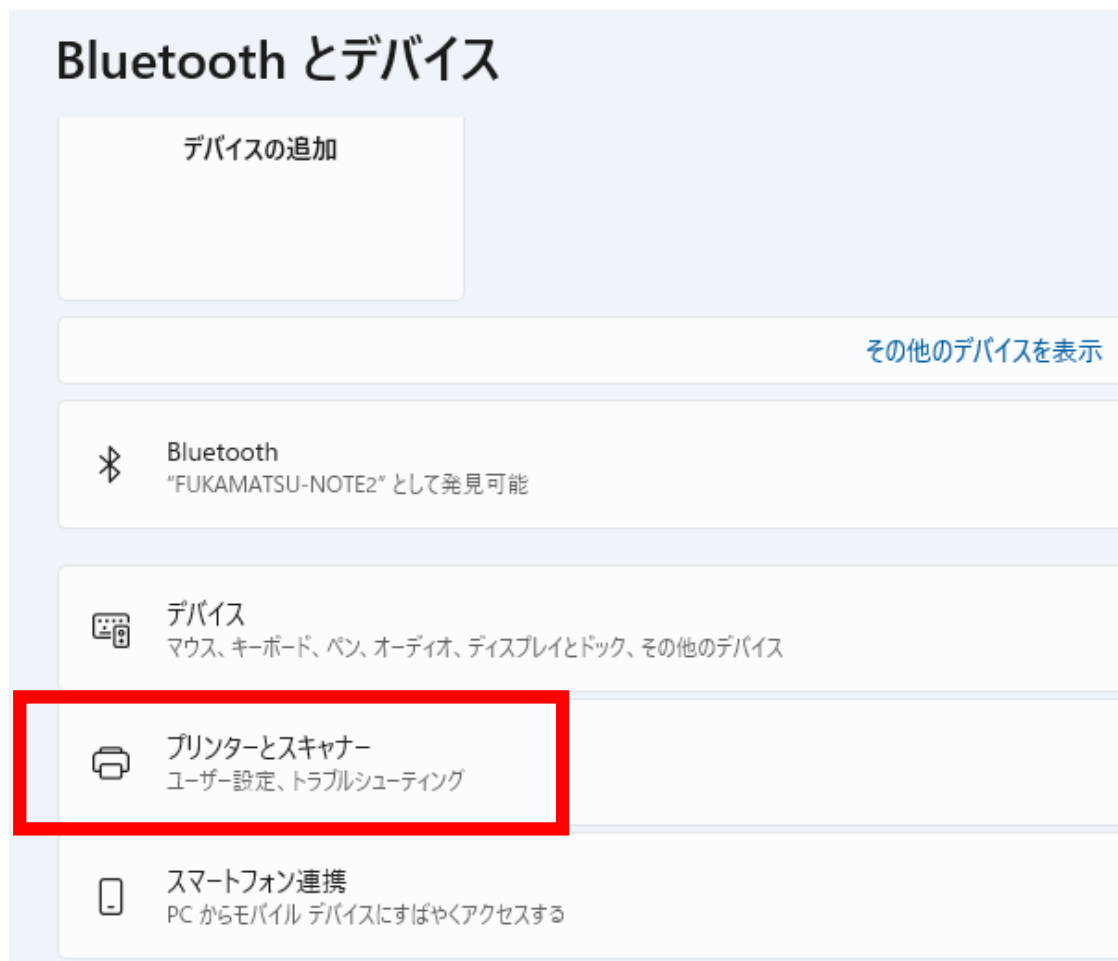 Bluetooth とデバイス
デバイスの追加
その他のデバイスを表示
Bluetooth
"FUKAMATSU-NOTE2" として発見可能
デバイス
マウス、キーボード、ペン、オーディオ、ディスプレイとドック、その他のデバイス
プリンターとスキャナー
ユーザー設定、トラブルシューティング
スマートフォン連携
PC からモバイル デバイスにすばやくアクセスする